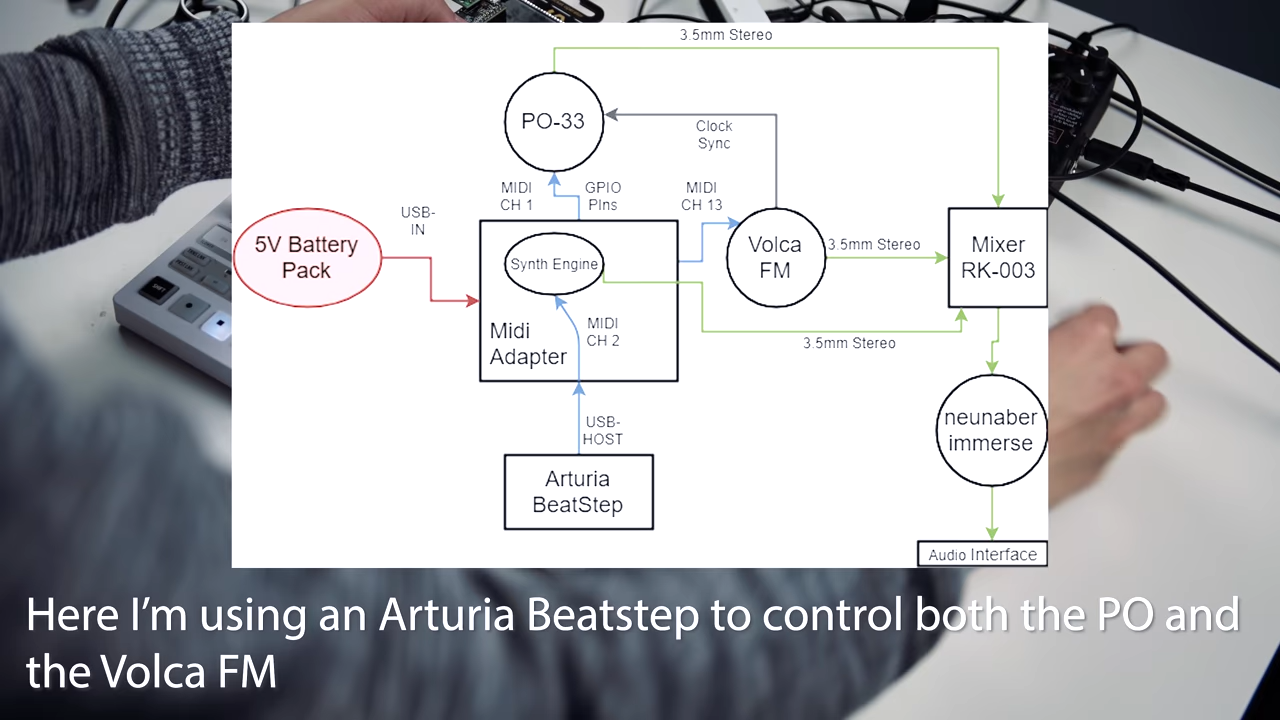 3.5mm Stereo
PO-33
Clock
Sync
MIDI
CH 1
GPIO
PIns
MIDI
CH 13
USB-
IN
5V Battery
Pack
Synth Engine
Volca
FM
3.5mm Stereo
Mixer
RK-003
Midi
Adapter
MIDI
CH 2
3.5mm Stereo
USB-
HOST
neunaber
immerse
Arturia
BeatStep
Audio Interface
SHIFT
Here I’m using an Arturia Beatstep to control both the PO and
the Volca FM